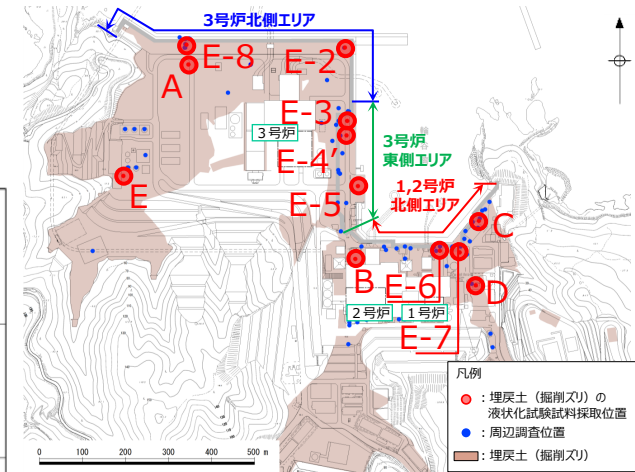 3号炉北側エリア
E-8
E-2
A
E-3
3号炉
3号炉
東側エリア
E-4’
1,2号炉
北側エリア
E
E-5
C
B
E-6
D
2号炉
1号炉
E-7
凡例
：埋戻土（掘削ズリ）の
液状化試験試料採取位置
：周辺調査位置
：埋戻土（掘削ズリ）
0 100 200 300 400 500 m